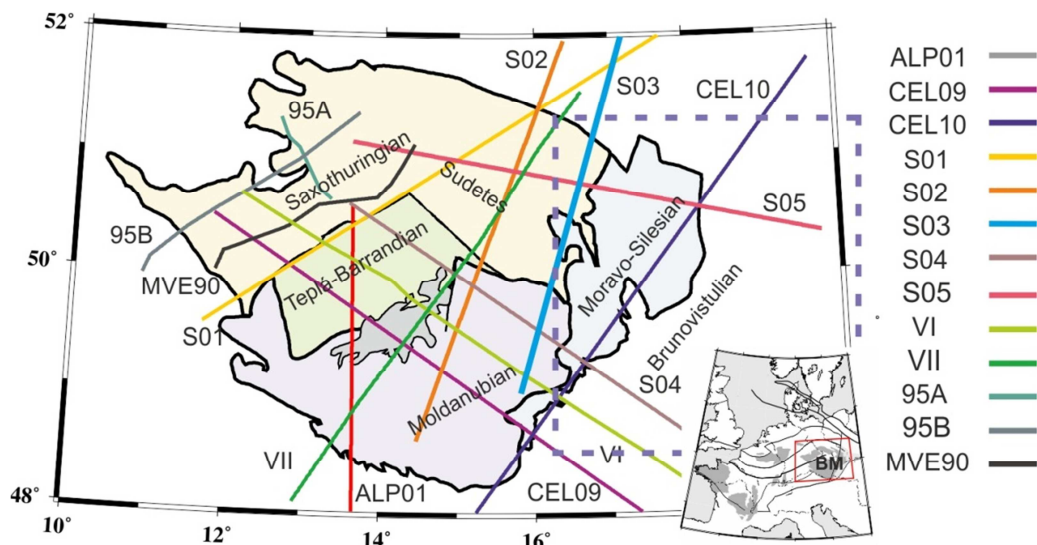 52°
50°
48°
10°
12°
14°
16°
S02
S03
CEL10
95A
Saxothuringian
Sudetes
S05
95B
MVE90
S01
Teplá-Barrandian
Moravo-Silesian
Brunovistulian
Moldanubian
S04
VII
ALP01
CEL09
VI
BM
ALP01
CEL09
CEL10
S01
S02
S03
S04
S05
VI
VII
95A
95B
MVE90